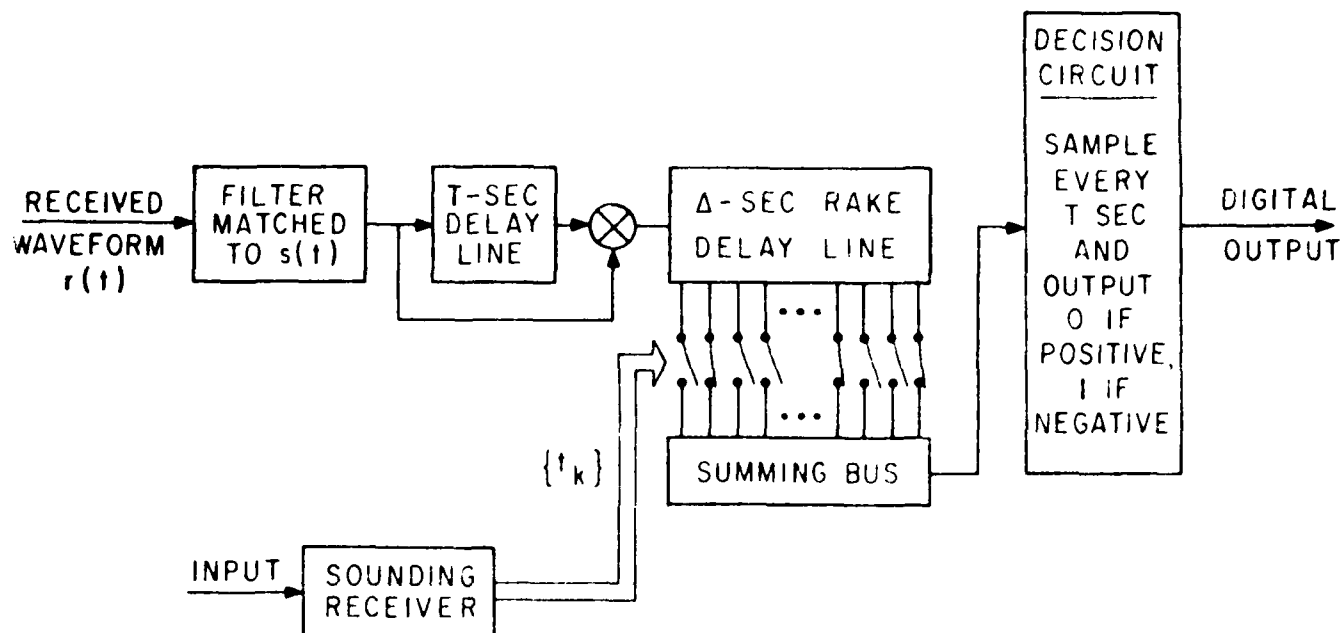 RECEIVED
WAVEFORM
r(t)
FILTER
MATCHED
TO s(t)
T-SEC
DELAY
LINE
Δ-SEC RAKE
DELAY LINE
• • •
• • •
SUMMING BUS
{t_k}
INPUT
SOUNDING
RECEIVER
DECISION
CIRCUIT
SAMPLE
EVERY
T SEC
AND
OUTPUT
0 IF
POSITIVE,
1 IF
NEGATIVE
DIGITAL
OUTPUT